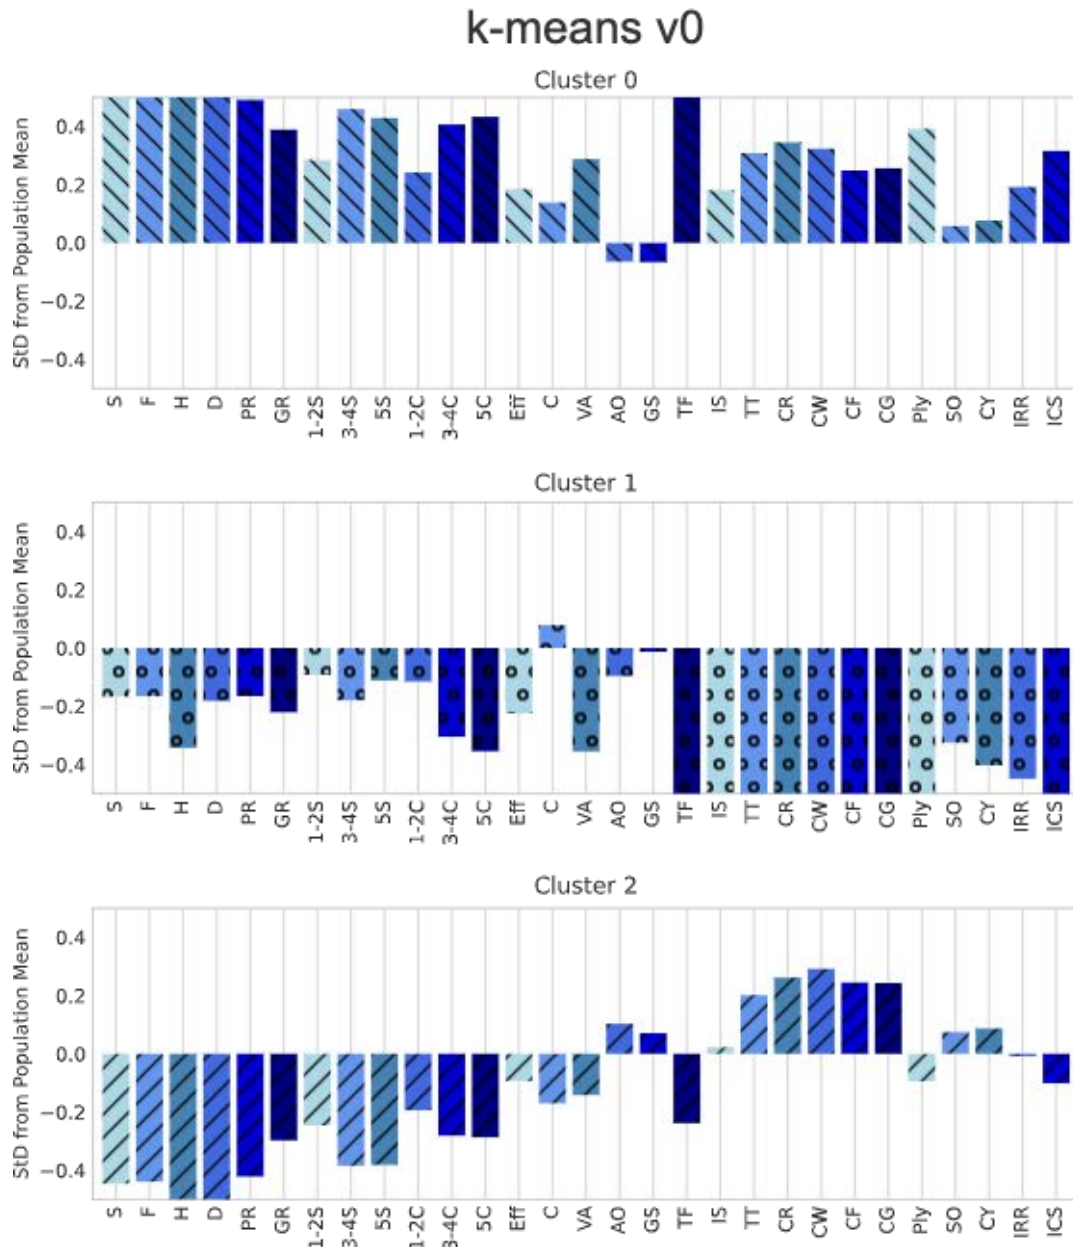 k-means v0
Cluster 0
StD from Population Mean
0.4
0.2
0.0
−0.2
−0.4
S F H D PR GR 1-2S 3-4S 5S 1-2C 3-4C 5C Eff C VA AO GS TF IS TT CR CW CF CG Ply SO CY IRR ICS
Cluster 1
StD from Population Mean
0.4
0.2
0.0
−0.2
−0.4
S F H D PR GR 1-2S 3-4S 5S 1-2C 3-4C 5C Eff C VA AO GS TF IS TT CR CW CF CG Ply SO CY IRR ICS
Cluster 2
StD from Population Mean
0.4
0.2
0.0
−0.2
−0.4
S F H D PR GR 1-2S 3-4S 5S 1-2C 3-4C 5C Eff C VA AO GS TF IS TT CR CW CF CG Ply SO CY IRR ICS